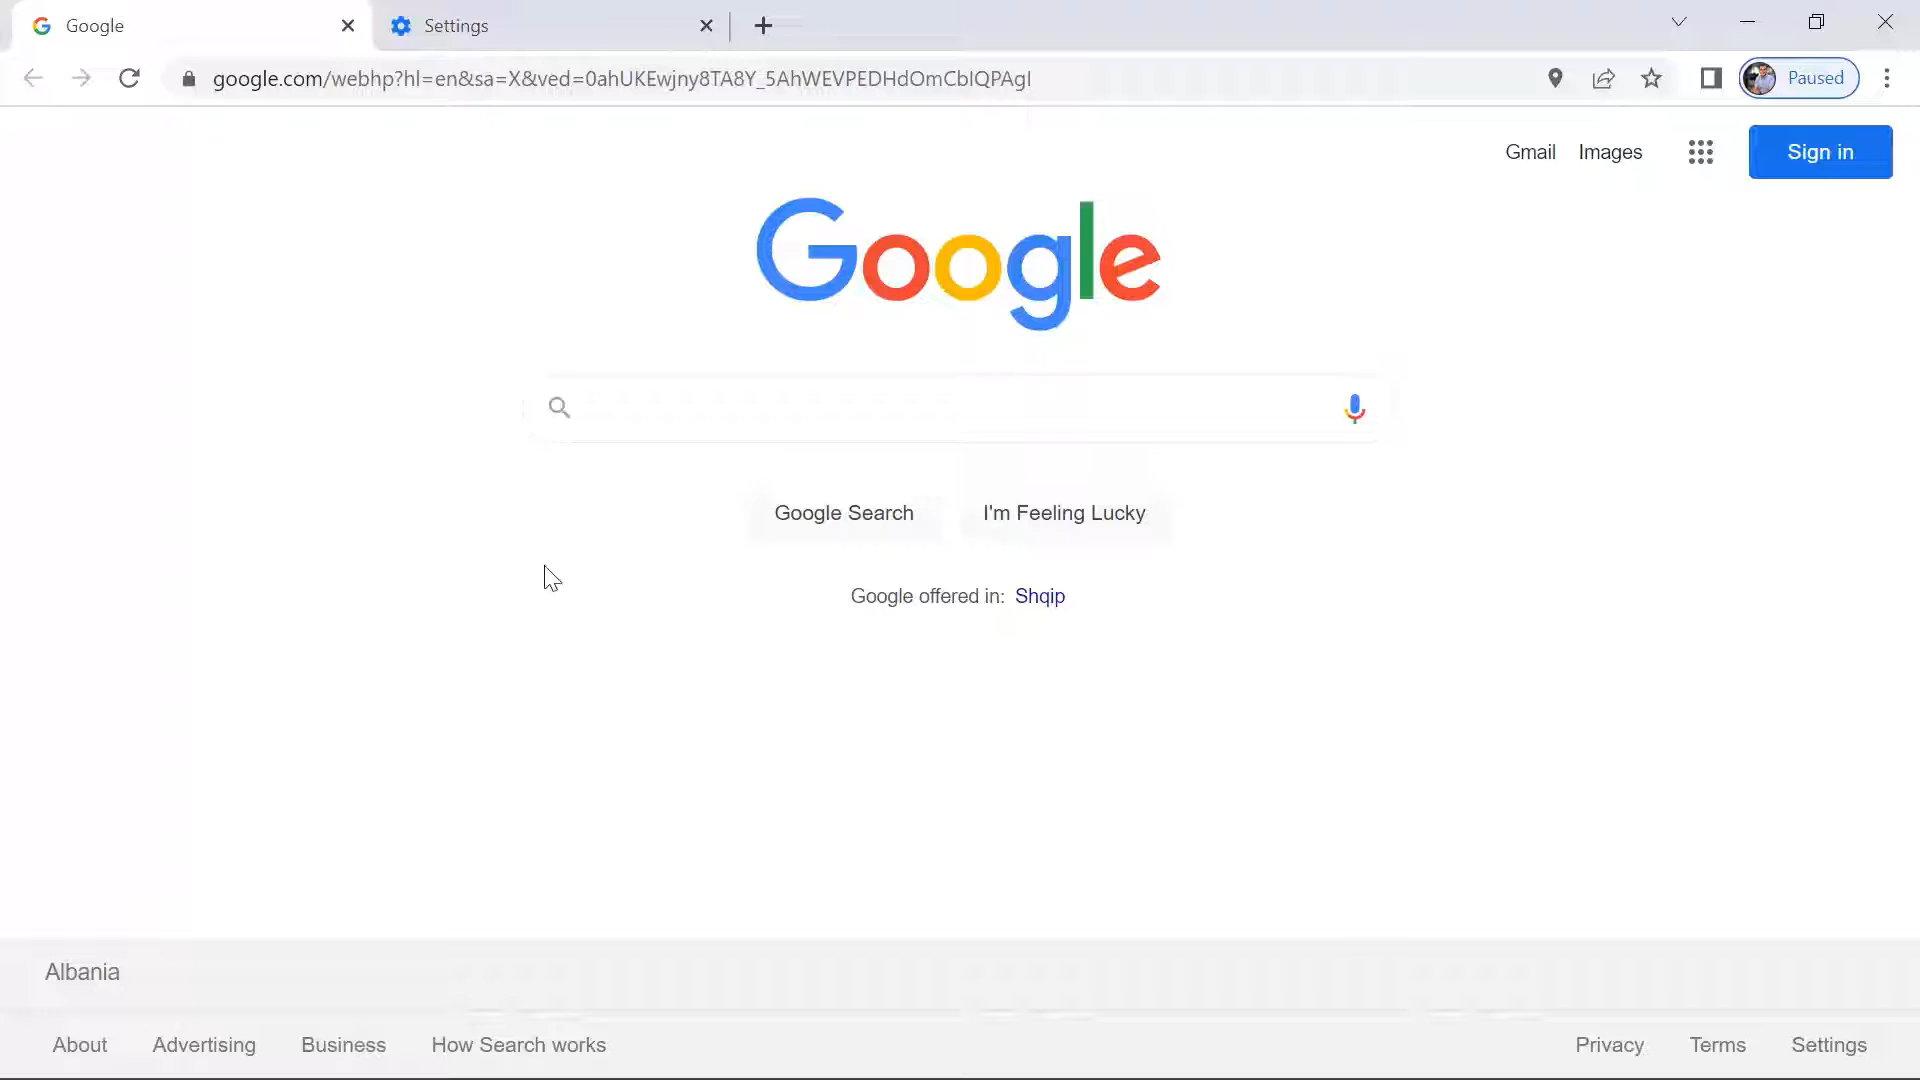 Google
Settings
google.com/webhp?hl=en&sa=X&ved=0ahUKEwjny8TA8Y_5AhWEVPEDHdOmCbIQPAgI
Paused
Gmail
Images
Sign in
Google
Google Search
I'm Feeling Lucky
Google offered in: Shqip
Albania
About
Advertising
Business
How Search works
Privacy
Terms
Settings